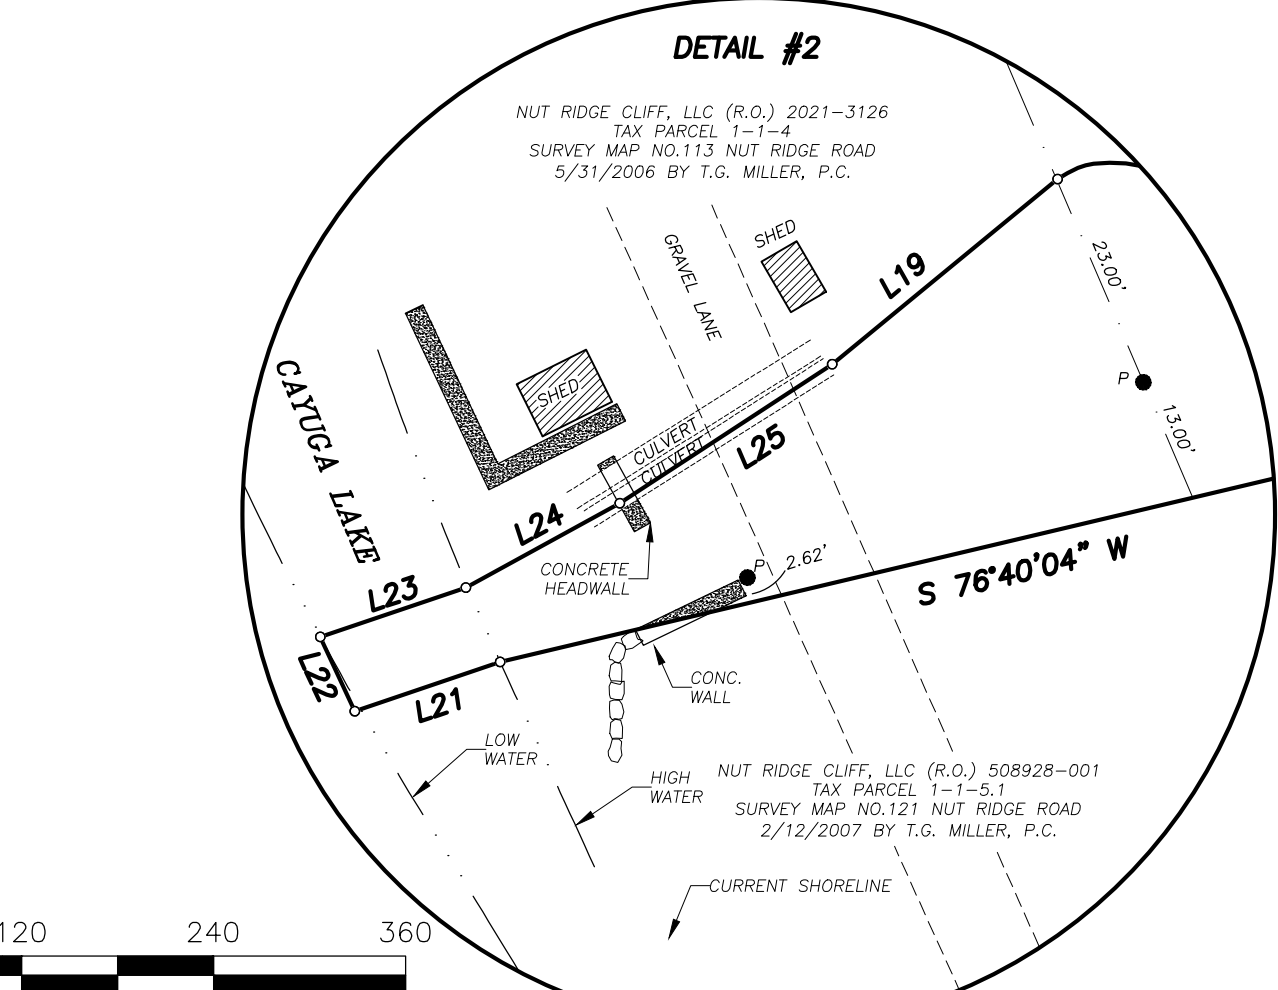 DETAIL #2
NUT RIDGE CLIFF, LLC (R.O.) 2021-3126
TAX PARCEL 1-1-4
SURVEY MAP NO.113 NUT RIDGE ROAD
5/31/2006 BY T.G. MILLER, P.C.
SHED
GRAVEL LANE
L19
23.00'
P
13.00'
CAYUGA LAKE
SHED
CULVERT
CULVERT
L25
L24
CONCRETE
HEADWALL
P
2.62'
S 76°40'04" W
L23
L22
L21
CONC.
WALL
LOW
WATER
HIGH
WATER
NUT RIDGE CLIFF, LLC (R.O.) 508928-001
TAX PARCEL 1-1-5.1
SURVEY MAP NO.121 NUT RIDGE ROAD
2/12/2007 BY T.G. MILLER, P.C.
CURRENT SHORELINE
120 240 360